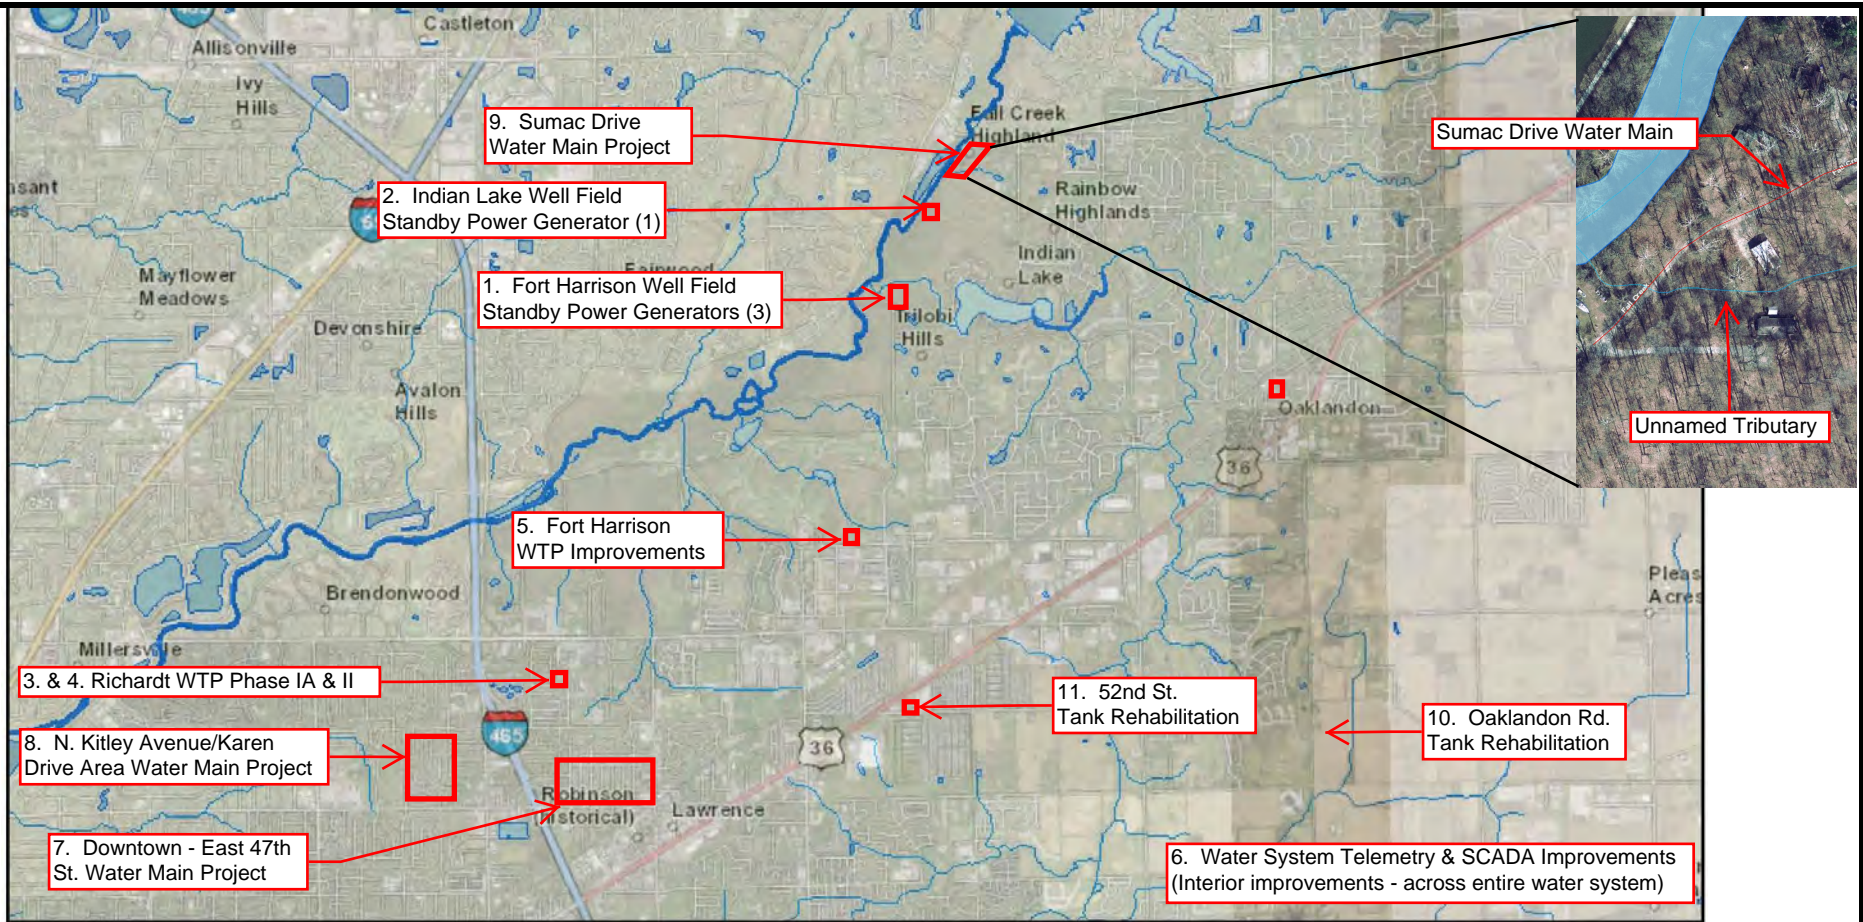 Castleton
Allisonville
Ivy
Hills
9. Sumac Drive
Water Main Project
Fall Creek
Highland
Sumac Drive Water Main
2. Indian Lake Well Field
Standby Power Generator (1)
Rainbow
Highlands
Mayflower
Meadows
Indian
Lake
1. Fort Harrison Well Field
Standby Power Generators (3)
Devonshire
Trilobi
Hills
Avalon
Hills
Oaklandon
Unnamed Tributary
36
5. Fort Harrison
WTP Improvements
Brendonwood
Pleas
Acres
Millersville
3. & 4. Richardt WTP Phase IA & II
11. 52nd St.
Tank Rehabilitation
10. Oaklandon Rd.
Tank Rehabilitation
465
36
8. N. Kitley Avenue/Karen
Drive Area Water Main Project
Robinson
(historical)
Lawrence
7. Downtown - East 47th
St. Water Main Project
6. Water System Telemetry & SCADA Improvements
(Interior improvements - across entire water system)